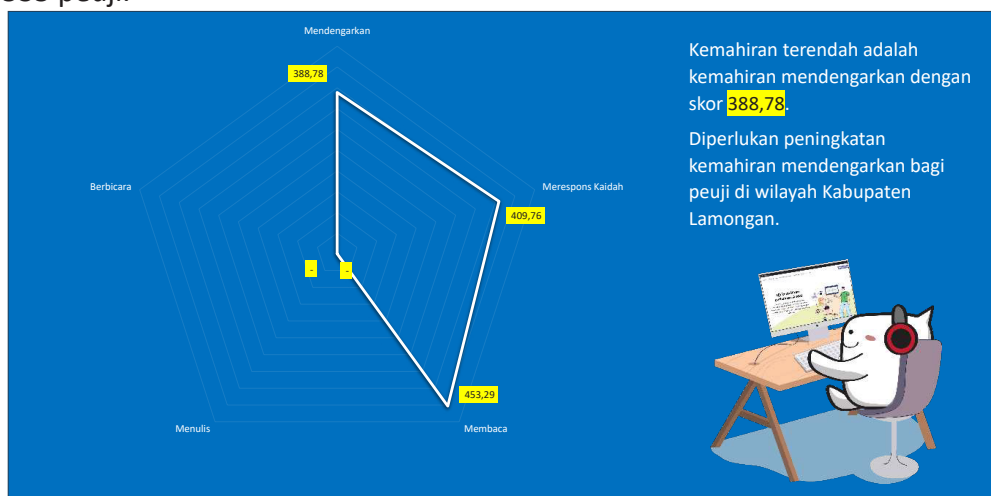 Mendengarkan
388,78
Berbicara
Merespons Kaidah
409,76
-
-
453,29
Menulis
Membaca
Kemahiran terendah adalah
kemahiran mendengarkan dengan
skor 388,78.
Diperlukan peningkatan
kemahiran mendengarkan bagi
peuji di wilayah Kabupaten
Lamongan.